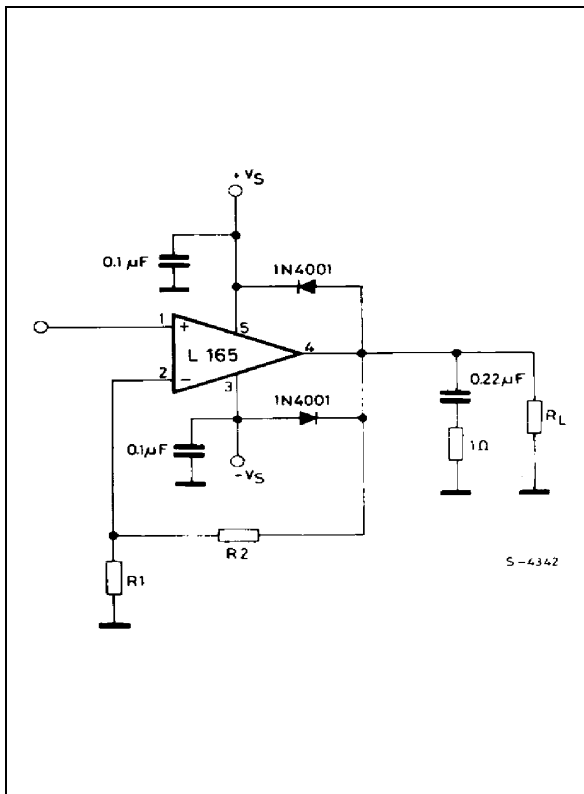 + VS
0.1 µF
1N4001
1
+
5
L 165
4
2
−
3
1N4001
0.22µF
RL
0.1µF
1Ω
−VS
R2
S-4342
R1